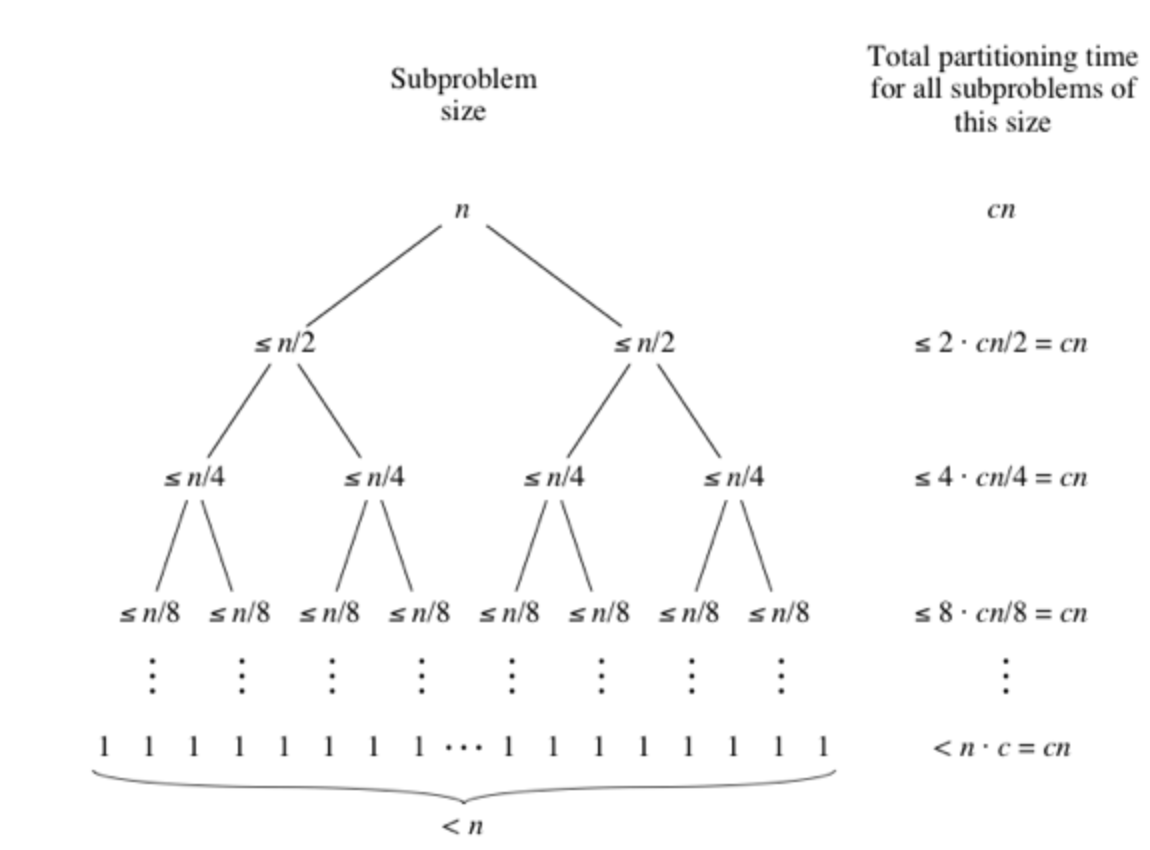 Subproblem
size
Total partitioning time
for all subproblems of
this size
n cn
≤ n/2 ≤ n/2 ≤ 2 · cn/2 = cn
≤ n/4 ≤ n/4 ≤ n/4 ≤ n/4 ≤ 4 · cn/4 = cn
≤ n/8 ≤ n/8 ≤ n/8 ≤ n/8 ≤ n/8 ≤ n/8 ≤ n/8 ≤ n/8 ≤ 8 · cn/8 = cn
⋮ ⋮ ⋮ ⋮ ⋮ ⋮ ⋮ ⋮ ⋮
1 1 1 1 1 1 1 1 ··· 1 1 1 1 1 1 1 1 < n · c = cn
< n